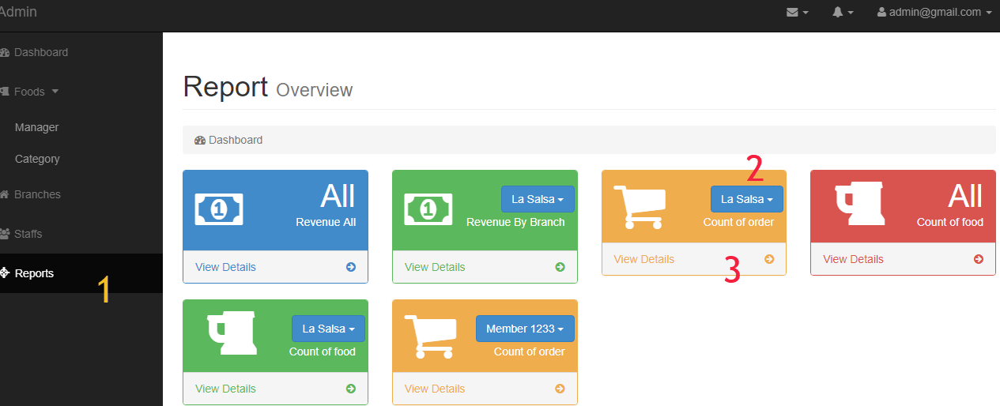 Admin
admin@gmail.com
Dashboard
Foods
Manager
Category
Branches
Staffs
Reports
1
Report Overview
Dashboard
1
All
Revenue All
View Details
1
La Salsa
Revenue By Branch
View Details
2
La Salsa
Count of order
View Details
3
All
Count of food
View Details
La Salsa
Count of food
View Details
Member 1233
Count of order
View Details